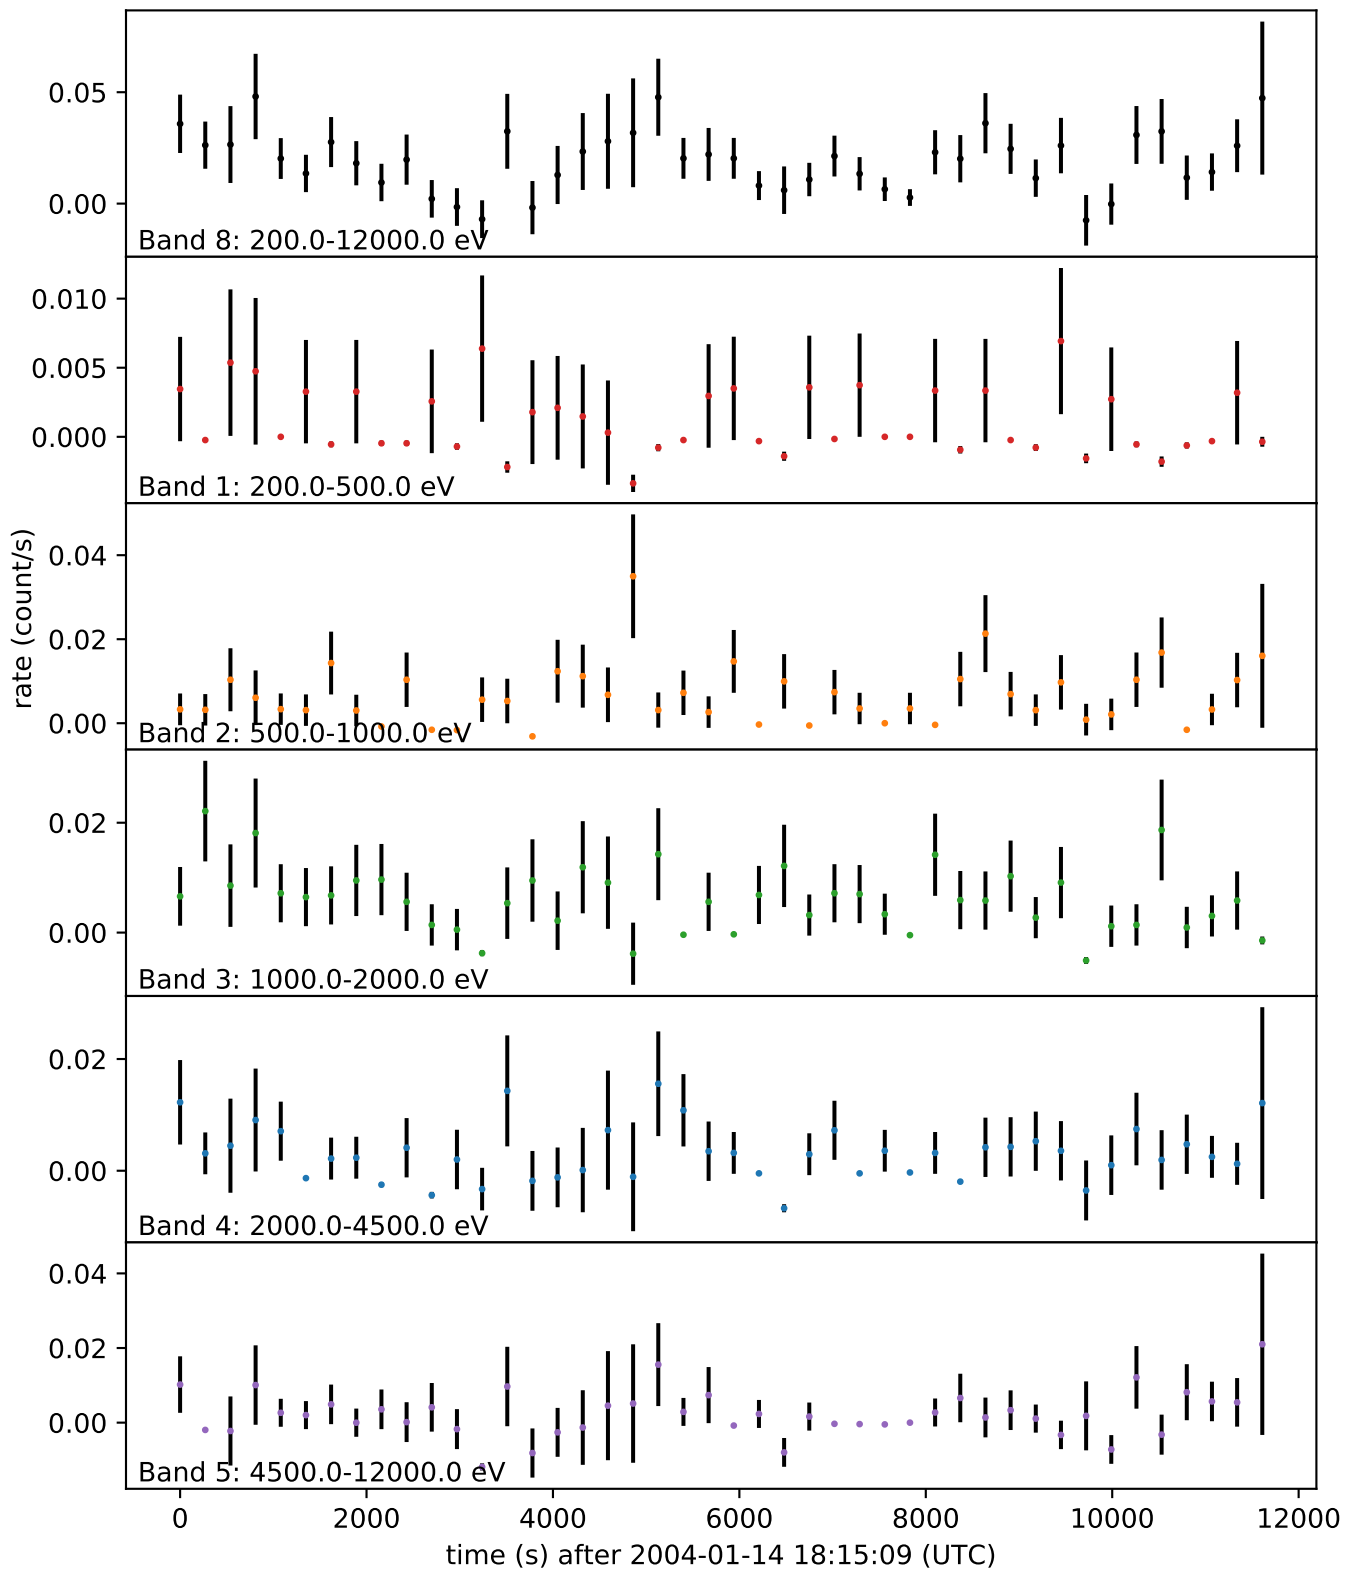 0.05
0.00
Band 8: 200.0-12000.0 eV
0.010
0.005
0.000
Band 1: 200.0-500.0 eV
0.04
0.02
0.00
Band 2: 500.0-1000.0 eV
rate (count/s)
0.02
0.00
Band 3: 1000.0-2000.0 eV
0.02
0.00
Band 4: 2000.0-4500.0 eV
0.04
0.02
0.00
Band 5: 4500.0-12000.0 eV
0 2000 4000 6000 8000 10000 12000
time (s) after 2004-01-14 18:15:09 (UTC)